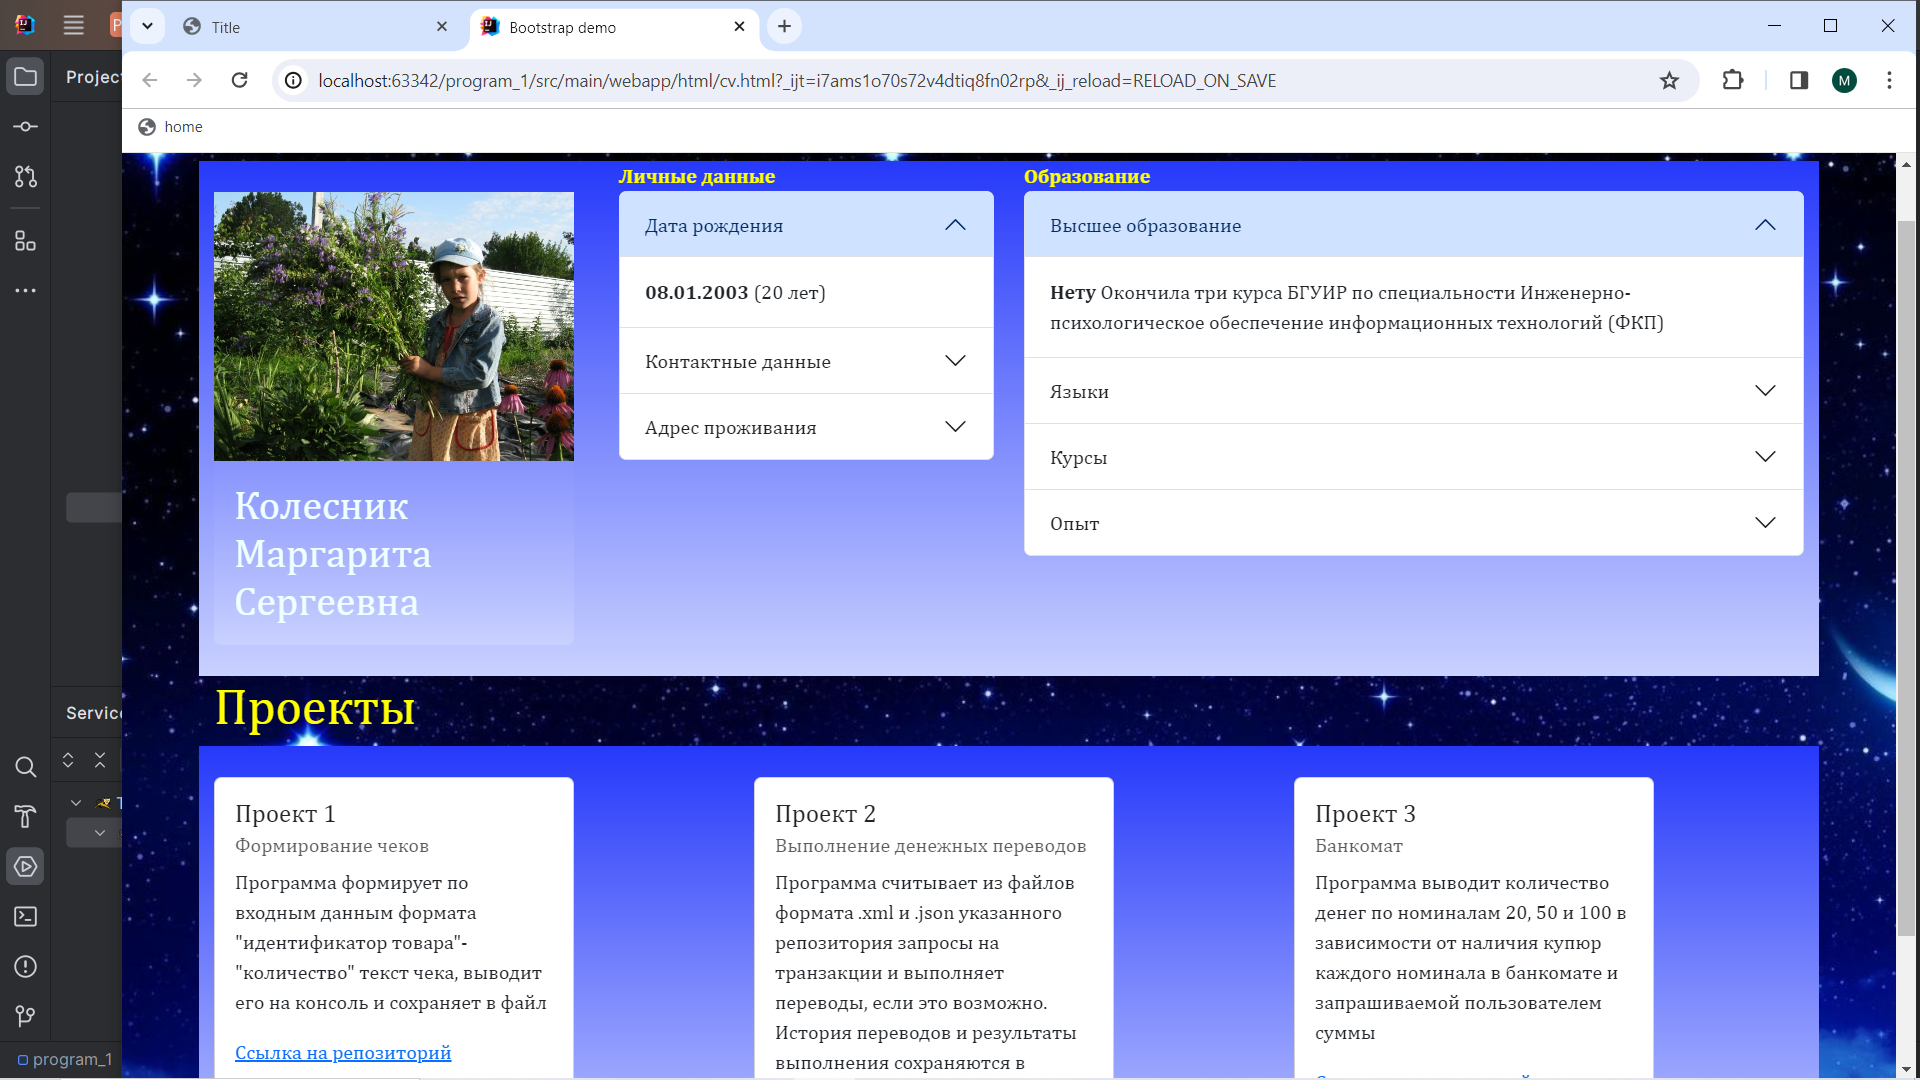 Title
Bootstrap demo
Project
localhost:63342/program_1/src/main/webapp/html/cv.html?_ijt=i7ams1o70s72v4dtiq8fn02rp&_ij_reload=RELOAD_ON_SAVE
M
home
Личные данные
Дата рождения
08.01.2003 (20 лет)
Контактные данные
Адрес проживания
Образование
Высшее образование
Нету Окончила три курса БГУИР по специальности Инженерно-
психологическое обеспечение информационных технологий (ФКП)
Языки
Курсы
Опыт
Колесник
Маргарита
Сергеевна
Проекты
Servic
Проект 1
Формирование чеков
Программа формирует по
входным данным формата
"идентификатор товара"-
"количество" текст чека, выводит
его на консоль и сохраняет в файл
Ссылка на репозиторий
Проект 2
Выполнение денежных переводов
Программа считывает из файлов
формата .xml и .json указанного
репозитория запросы на
транзакции и выполняет
переводы, если это возможно.
История переводов и результаты
выполнения сохраняются в
Проект 3
Банкомат
Программа выводит количество
денег по номиналам 20, 50 и 100 в
зависимости от наличия купюр
каждого номинала в банкомате и
запрашиваемой пользователем
суммы
program_1